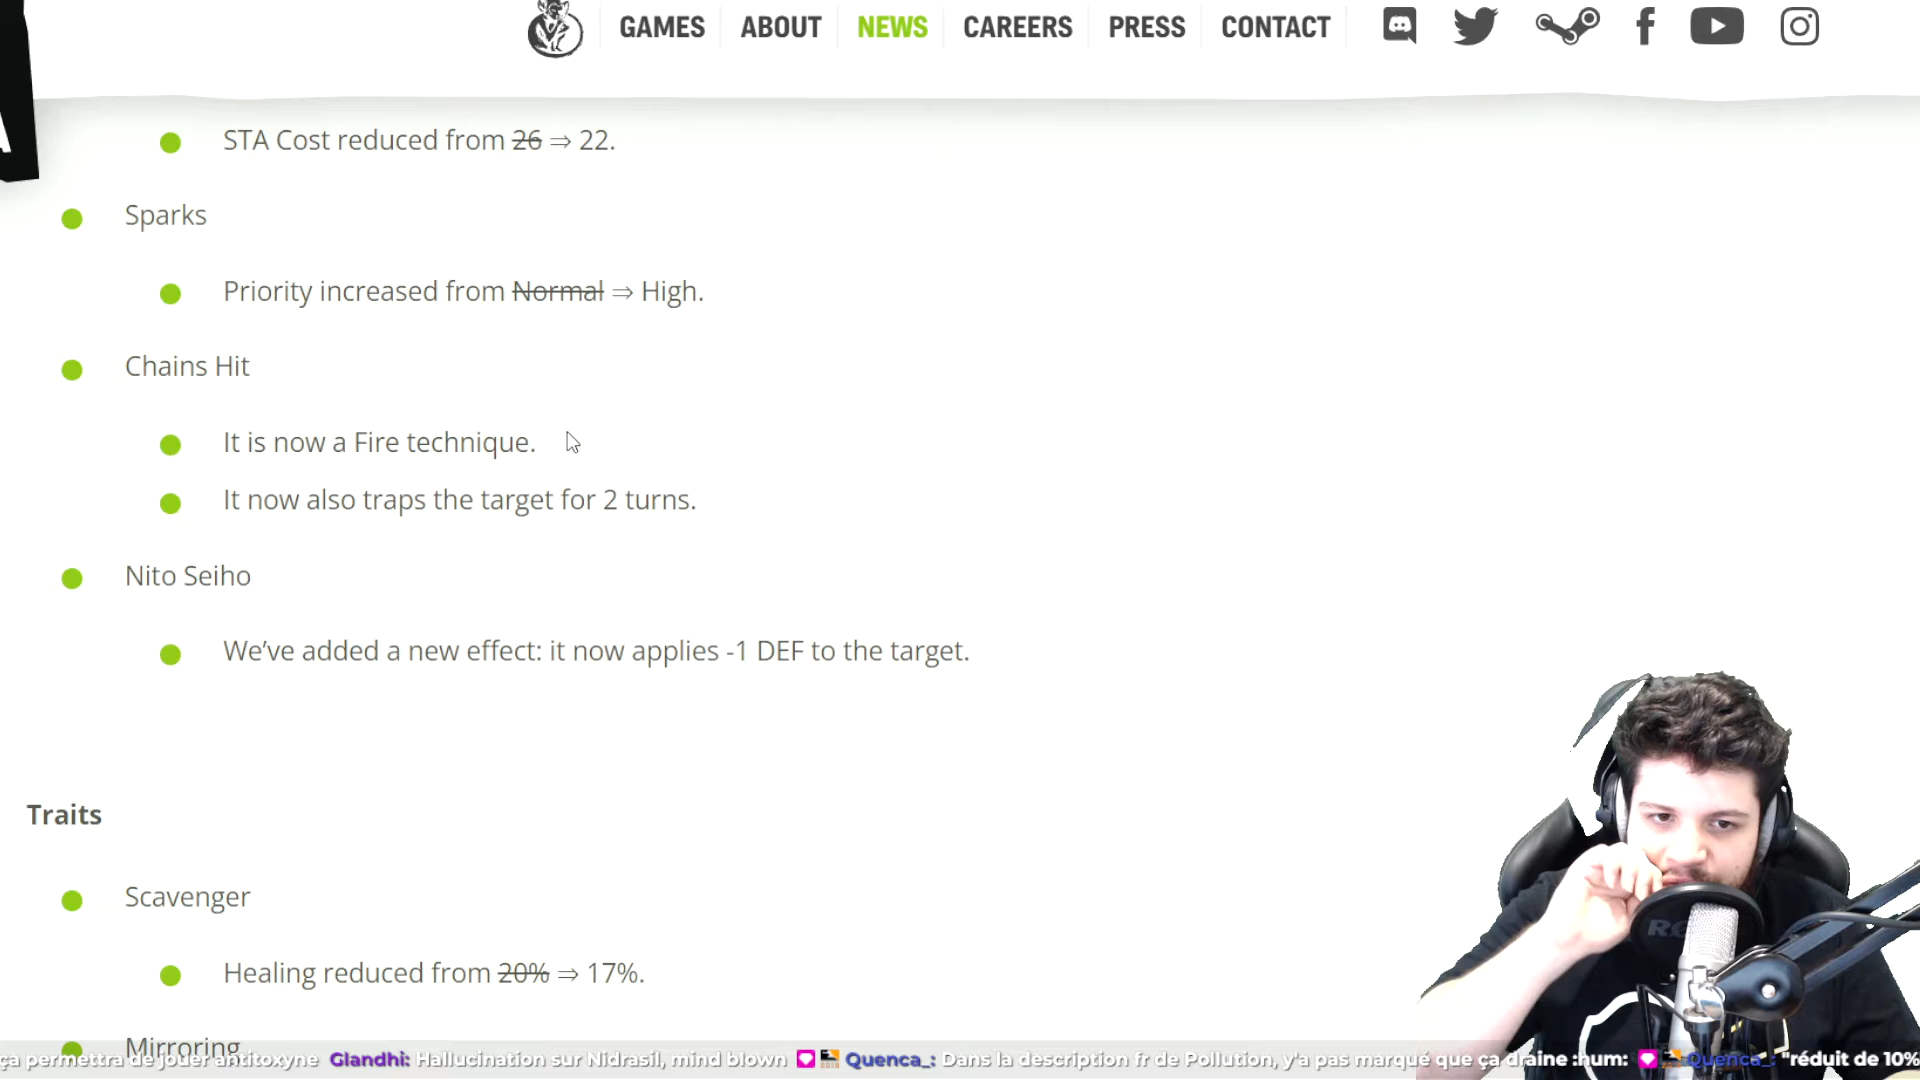 GAMES ABOUT NEWS CAREERS PRESS CONTACT
STA Cost reduced from 26 ⇒ 22.
Sparks
Priority increased from Normal ⇒ High.
Chains Hit
It is now a Fire technique.
It now also traps the target for 2 turns.
Nito Seiho
We’ve added a new effect: it now applies -1 DEF to the target.
Traits
Scavenger
Healing reduced from 20% ⇒ 17%.
Mirroring
ça permettra de jouer antitoxyne Glandhi: Hallucination sur Nidrasil, mind blown Quenca_: Dans la description fr de Pollution, y'a pas marqué que ça draine :hum: Quenca_: "réduit de 10%